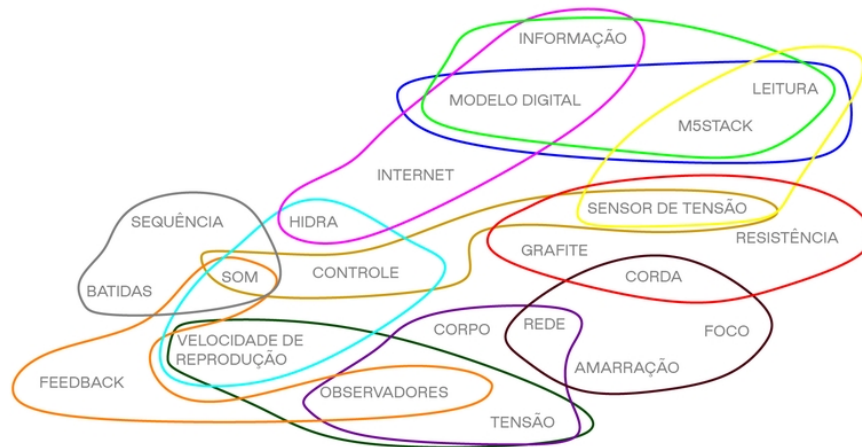 INFORMAÇÃO
LEITURA
MODELO DIGITAL
M5STACK
INTERNET
SENSOR DE TENSÃO
SEQUÊNCIA
HIDRA
RESISTÊNCIA
GRAFITE
CORDA
SOM
CONTROLE
BATIDAS
CORPO
REDE
FOCO
VELOCIDADE DE
REPRODUÇÃO
AMARRAÇÃO
FEEDBACK
OBSERVADORES
TENSÃO